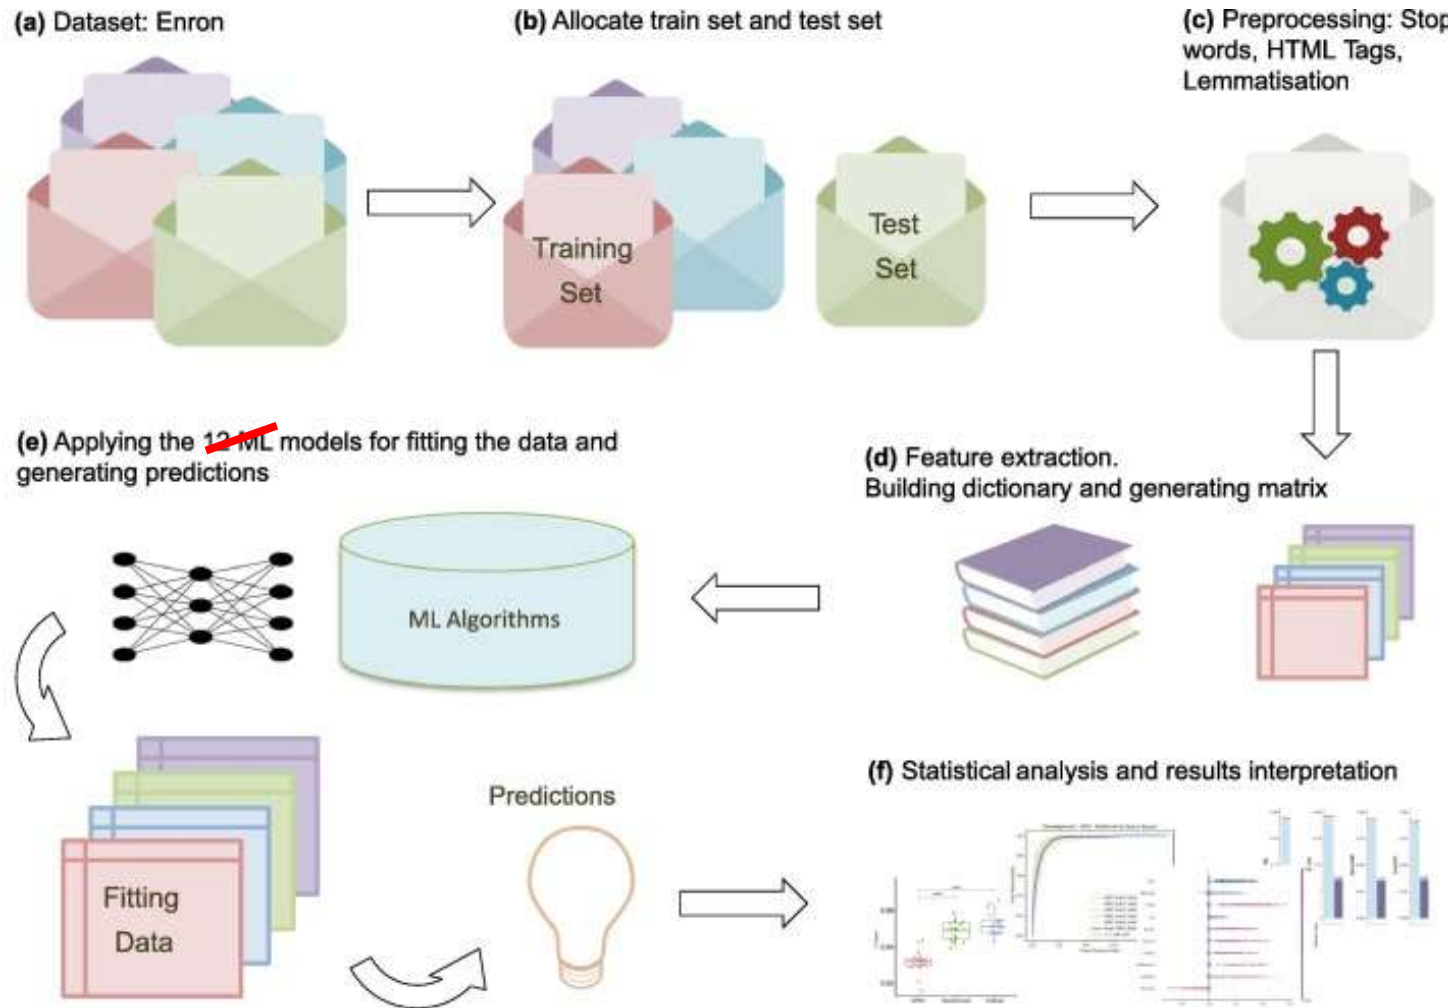 (a) Dataset: Enron
(b) Allocate train set and test set
(c) Preprocessing: Stop
words, HTML Tags,
Lemmatisation
Training
Set
Test
Set
(e) Applying the 12 ML models for fitting the data and
generating predictions
(d) Feature extraction.
Building dictionary and generating matrix
ML Algorithms
(f) Statistical analysis and results interpretation
Predictions
Fitting
Data